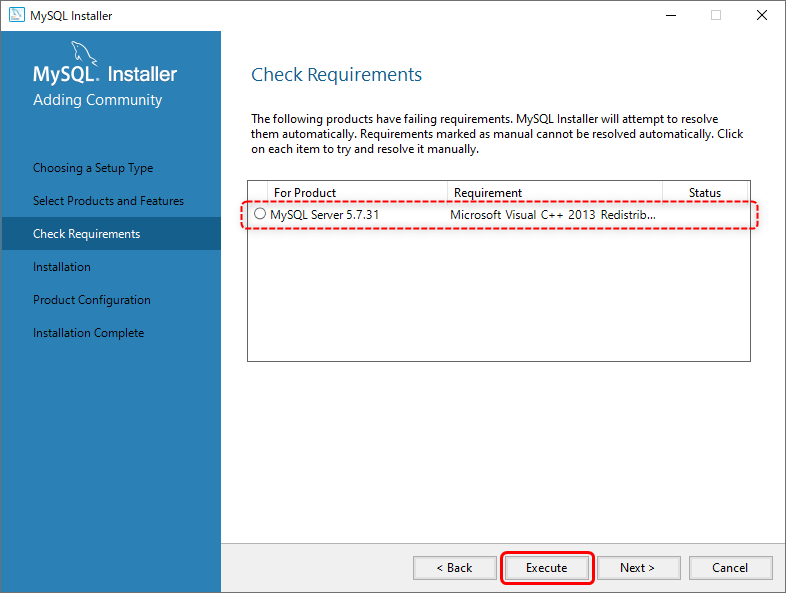 MySQL Installer
MySQL. Installer
Adding Community
Choosing a Setup Type
Select Products and Features
Check Requirements
Installation
Product Configuration
Installation Complete
Check Requirements
The following products have failing requirements. MySQL Installer will attempt to resolve
them automatically. Requirements marked as manual cannot be resolved automatically. Click
on each item to try and resolve it manually.
For Product Requirement Status
MySQL Server 5.7.31 Microsoft Visual C++ 2013 Redistrib...
< Back Execute Next > Cancel